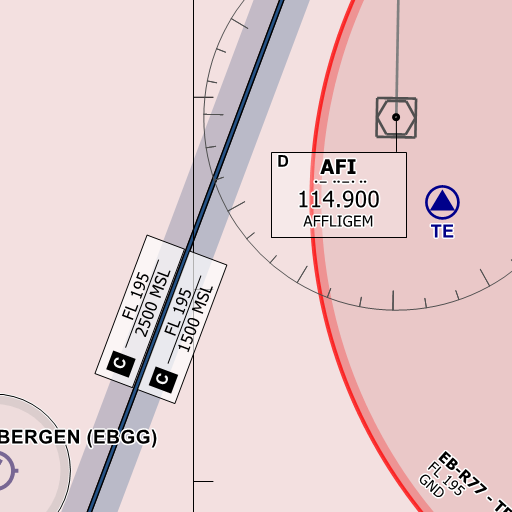 D AFI
·– ··–· ··
114.900
AFFLIGEM
TE
FL 195
2500 MSL
C
FL 195
1500 MSL
C
BERGEN (EBGG)
EB-R77 -
FL 195
GND